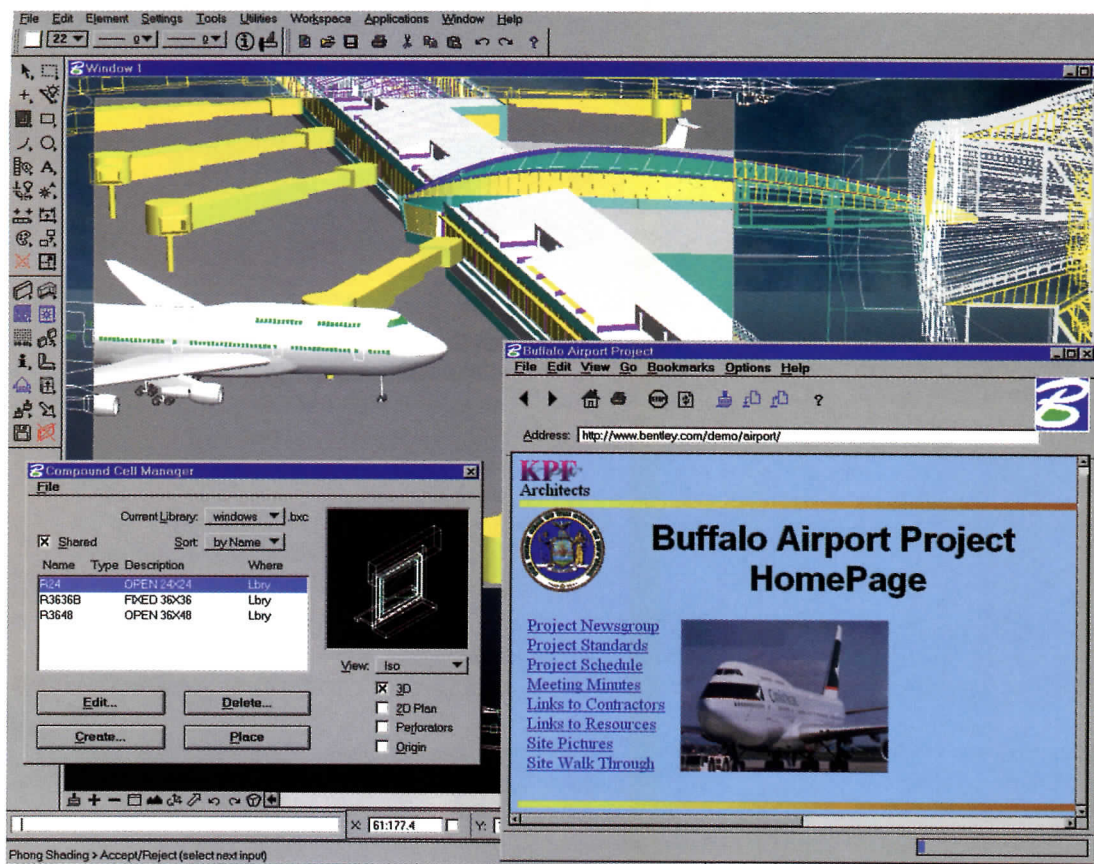 File Edit Element Settings Tools Utilities Workspace Applications Window Help
22 0 0
Window 1
Buffalo Airport Project
File Edit View Go Bookmarks Options Help
STOP
?
Address: http://www.bentley.com/demo/airport/
KPF
Architects
Buffalo Airport Project
HomePage
Project Newsgroup
Project Standards
Project Schedule
Meeting Minutes
Links to Contractors
Links to Resources
Site Pictures
Site Walk Through
Compound Cell Manager
File
Current Library: windows .bxc
Shared Sort: by Name
Name Type Description Where
R24 OPEN 24X24 Lbry
R3636B FIXED 36X36 Lbry
R3648 OPEN 36X48 Lbry
View: Iso
3D
2D Plan
Perforators
Origin
Edit... Delete...
Create... Place
X: 61:177.4 Y:
Phong Shading > Accept/Reject (select next input)